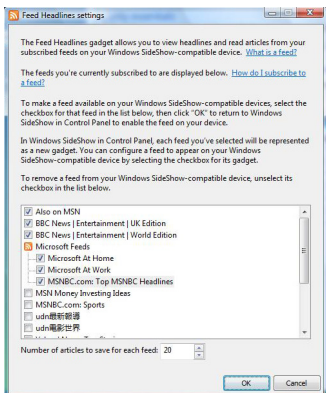 Feed Headlines settings
The Feed Headlines gadget allows you to view headlines and read articles from your
subscribed feeds on your Windows SideShow-compatible device. What is a feed?
The feeds you're currently subscribed to are displayed below. How do I subscribe to
a feed?
To make a feed available on your Windows SideShow-compatible devices, select the
checkbox for that feed in the list below, then click "OK" to return to Windows
SideShow in Control Panel to enable the feed on your device.
In Windows SideShow in Control Panel, each feed you've selected will be represented
as a new gadget. You can configure a feed to appear on your Windows
SideShow-compatible device by selecting the checkbox for its gadget.
To remove a feed from your Windows SideShow-compatible device, unselect its
checkbox in the list below.
Also on MSN
BBC News | Entertainment | UK Edition
BBC News | Entertainment | World Edition
Microsoft Feeds
Microsoft At Home
Microsoft At Work
MSNBC.com: Top MSNBC Headlines
MSN Money Investing Ideas
MSNBC.com: Sports
udn最新報導
udn電影世界
Number of articles to save for each feed: 20
OK Cancel